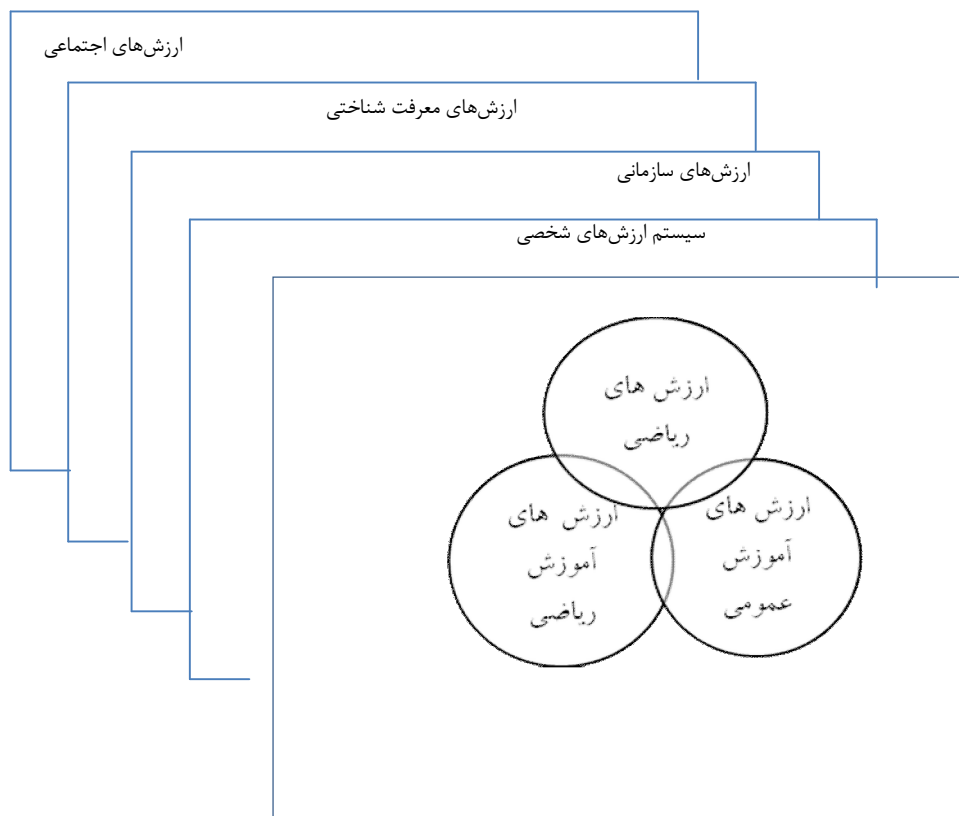 ارزش‌های اجتماعی
ارزش‌های معرفت شناختی
ارزش‌های سازمانی
سیستم ارزش‌های شخصی
ارزش های
ریاضی
ارزش های
آموزش
عمومی
ارزش های
آموزش
ریاضی